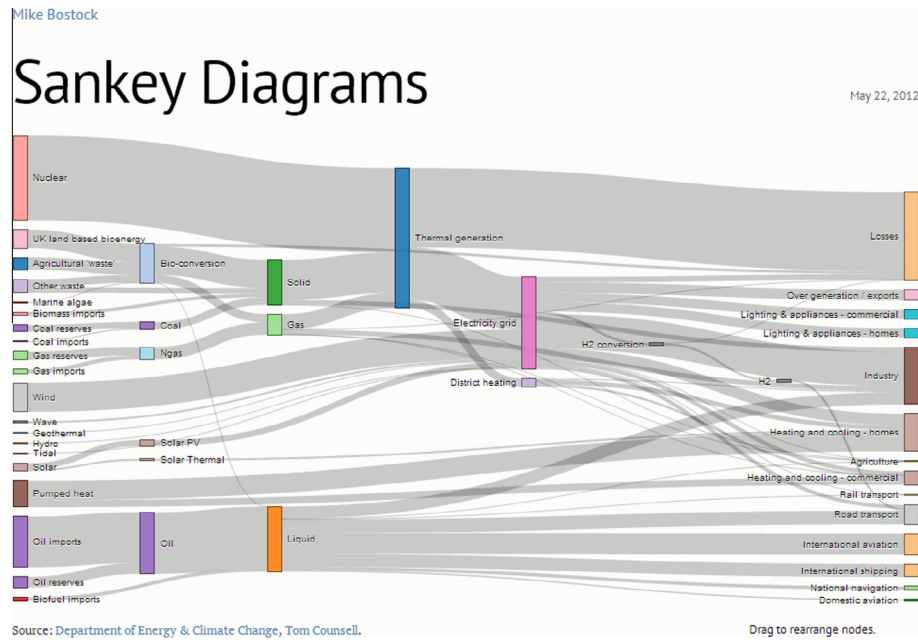 Mike Bostock
Sankey Diagrams
May 22, 2012
Nuclear
UK land based bioenergy
Agricultural 'waste'
Other waste
Marine algae
Biomass imports
Coal reserves
Coal imports
Gas reserves
Gas imports
Wind
Wave
Geothermal
Hydro
Tidal
Solar
Pumped heat
Oil imports
Oil reserves
Biofuel imports
Bio-conversion
Coal
Ngas
Solar PV
Solar Thermal
Oil
Solid
Gas
Liquid
Thermal generation
Electricity grid
District heating
H2 conversion
H2
Losses
Over generation / exports
Lighting & appliances - commercial
Lighting & appliances - homes
Industry
Heating and cooling - homes
Agriculture
Heating and cooling - commercial
Rail transport
Road transport
International aviation
International shipping
National navigation
Domestic aviation
Source: Department of Energy & Climate Change, Tom Counsell.
Drag to rearrange nodes.